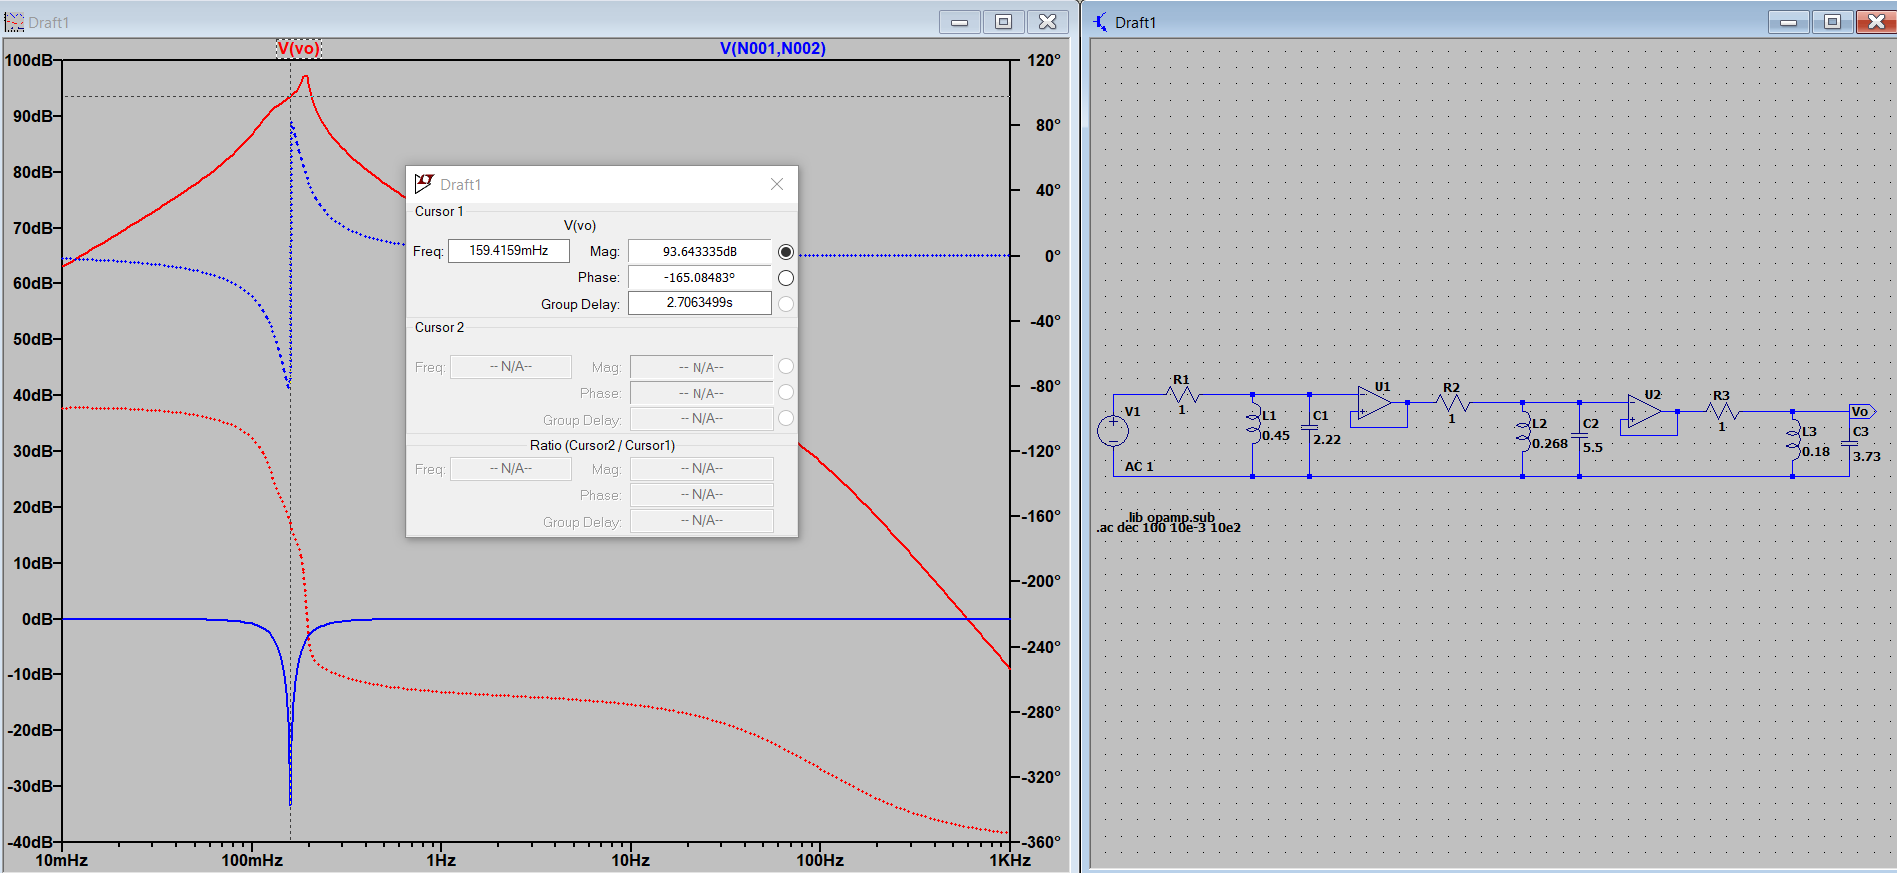 Draft1
V(vo)
V(N001,N002)
100dB
90dB
80dB
70dB
60dB
50dB
40dB
30dB
20dB
10dB
0dB
-10dB
-20dB
-30dB
-40dB
120°
80°
40°
0°
-40°
-80°
-120°
-160°
-200°
-240°
-280°
-320°
-360°
10mHz
100mHz
1Hz
10Hz
100Hz
1KHz
Draft1
Cursor 1
V(vo)
Freq: 159.4159mHz Mag: 93.643335dB
Phase: -165.08483°
Group Delay: 2.7063499s
Cursor 2
Freq: -- N/A-- Mag: -- N/A--
Phase: -- N/A--
Group Delay: -- N/A--
Ratio (Cursor2 / Cursor1)
Freq: -- N/A-- Mag: -- N/A--
Phase: -- N/A--
Group Delay: -- N/A--
Draft1
V1
AC 1
R1
1
L1
0.45
C1
2.22
U1
R2
1
L2
0.268
C2
5.5
U2
R3
1
L3
0.18
Vo
C3
3.73
.lib opamp.sub
.ac dec 100 10e-3 10e2